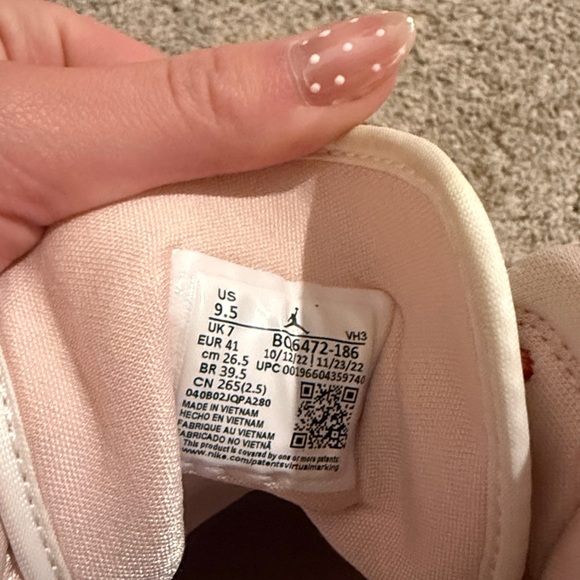 US
9.5
UK 7
EUR 41
cm 26.5
BR 39.5
CN 265(2.5)
VH3
BQ6472-186
10/12/22 | 11/23/22
UPC 00196604359740
040B02JQPA280
MADE IN VIETNAM
HECHO EN VIETNAM
FABRIQUE AU VIETNAM
FABRICADO NO VIETNÃ
This product is covered by one or more patents:
www.nike.com/patentsvirtualmarking